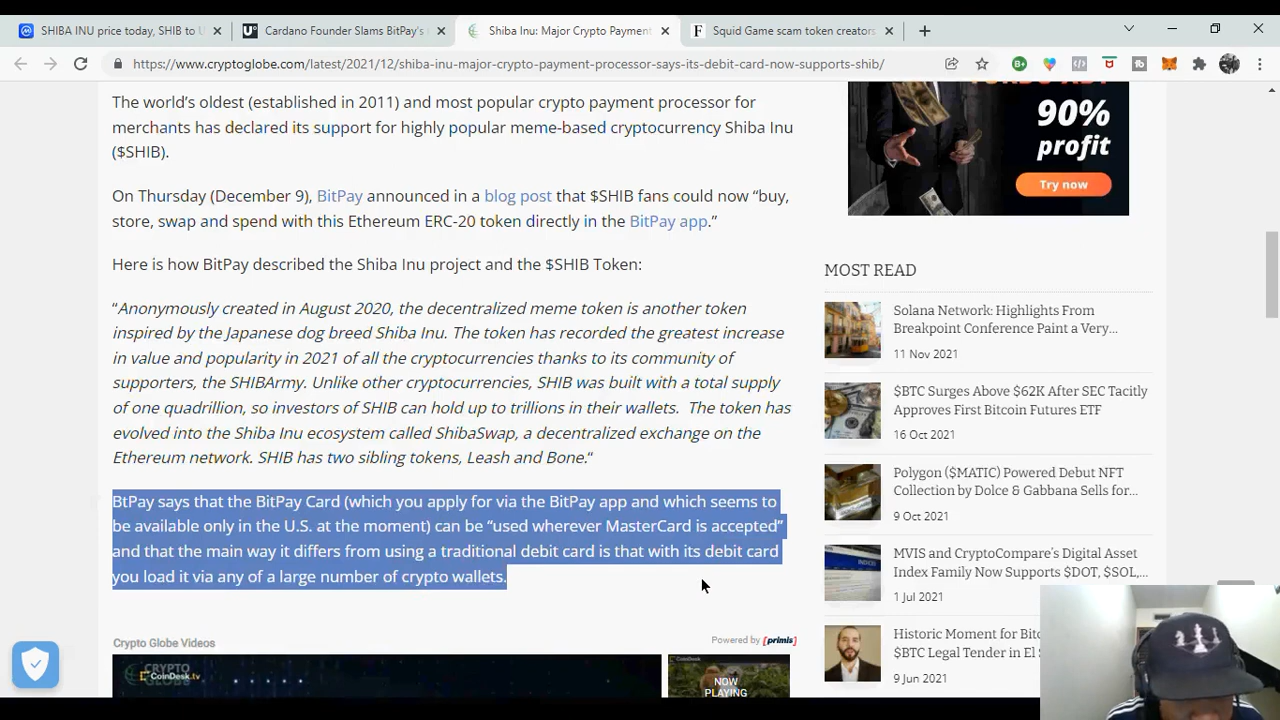 SHIBA INU price today, SHIB to U
Cardano Founder Slams BitPay's
Shiba Inu: Major Crypto Payment
Squid Game scam token creators
https://www.cryptoglobe.com/latest/2021/12/shiba-inu-major-crypto-payment-processor-says-its-debit-card-now-supports-shib/
The world's oldest (established in 2011) and most popular crypto payment processor for
merchants has declared its support for highly popular meme-based cryptocurrency Shiba Inu
($SHIB).
On Thursday (December 9), BitPay announced in a blog post that $SHIB fans could now “buy,
store, swap and spend with this Ethereum ERC-20 token directly in the BitPay app.”
Here is how BitPay described the Shiba Inu project and the $SHIB Token:
“Anonymously created in August 2020, the decentralized meme token is another token
inspired by the Japanese dog breed Shiba Inu. The token has recorded the greatest increase
in value and popularity in 2021 of all the cryptocurrencies thanks to its community of
supporters, the SHIBArmy. Unlike other cryptocurrencies, SHIB was built with a total supply
of one quadrillion, so investors of SHIB can hold up to trillions in their wallets. The token has
evolved into the Shiba Inu ecosystem called ShibaSwap, a decentralized exchange on the
Ethereum network. SHIB has two sibling tokens, Leash and Bone.“
BtPay says that the BitPay Card (which you apply for via the BitPay app and which seems to
be available only in the U.S. at the moment) can be “used wherever MasterCard is accepted”
and that the main way it differs from using a traditional debit card is that with its debit card
you load it via any of a large number of crypto wallets.
Crypto Globe Videos
Powered by [primis]
CRYPTO
CoinDesk.tv
CoinDesk
NOW
PLAYING
90%
profit
Try now
MOST READ
Solana Network: Highlights From
Breakpoint Conference Paint a Very...
11 Nov 2021
$BTC Surges Above $62K After SEC Tacitly
Approves First Bitcoin Futures ETF
16 Oct 2021
Polygon ($MATIC) Powered Debut NFT
Collection by Dolce & Gabbana Sells for...
9 Oct 2021
MVIS and CryptoCompare's Digital Asset
Index Family Now Supports $DOT, $SOL,...
1 Jul 2021
Historic Moment for Bit
$BTC Legal Tender in El S
9 Jun 2021